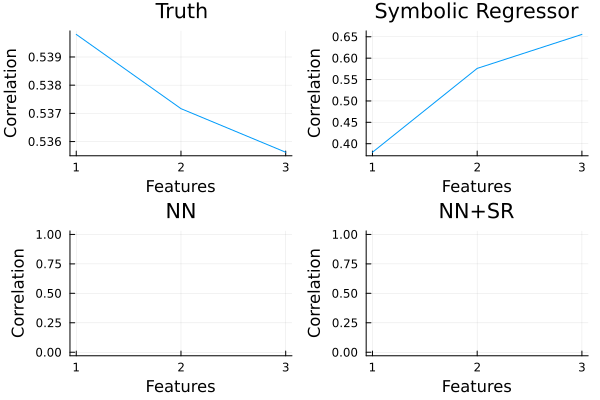 Truth
Correlation
0.539
0.538
0.537
0.536
1 2 3
Features
Symbolic Regressor
Correlation
0.65
0.60
0.55
0.50
0.45
0.40
1 2 3
Features
NN
Correlation
1.00
0.75
0.50
0.25
0.00
1 2 3
Features
NN+SR
Correlation
1.00
0.75
0.50
0.25
0.00
1 2 3
Features